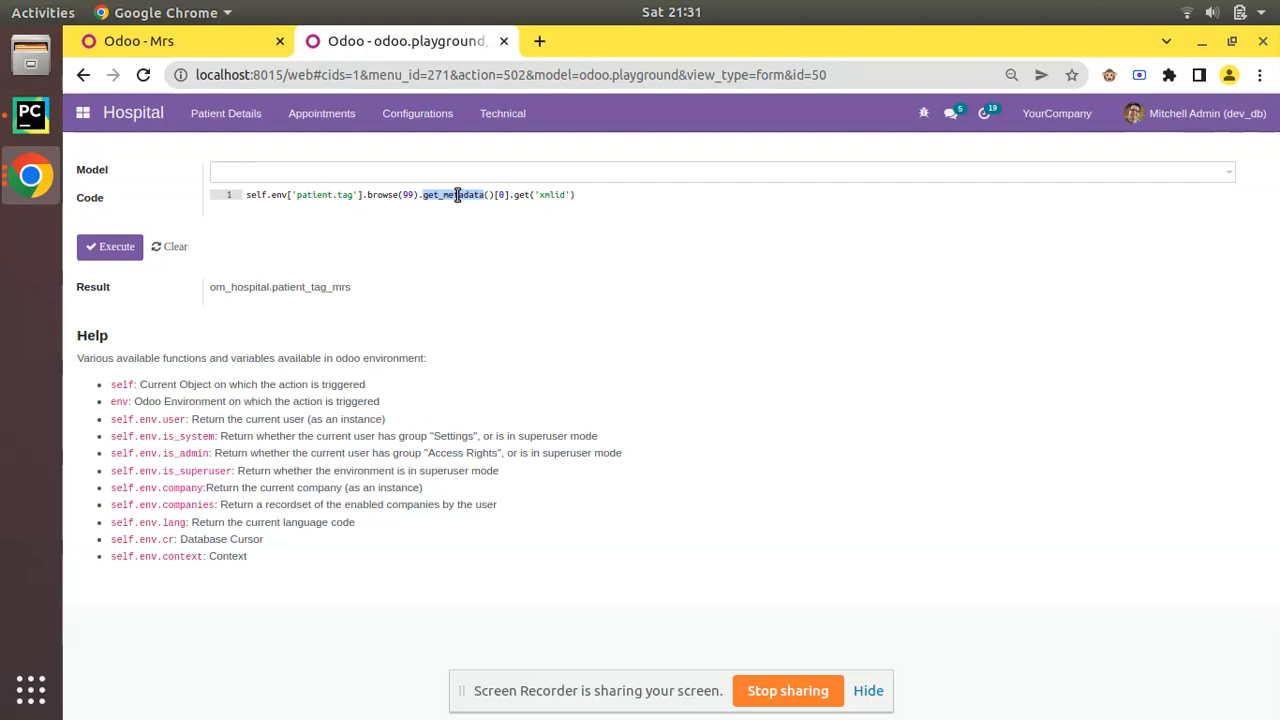 Activities Google Chrome Sat 21:31
Odoo - Mrs Odoo - odoo.playground,
localhost:8015/web#cids=1&menu_id=271&action=502&model=odoo.playground&view_type=form&id=50
Hospital Patient Details Appointments Configurations Technical 5 19 YourCompany Mitchell Admin (dev_db)
PC
Model
Code 1 self.env['patient.tag'].browse(99).get_metadata()[0].get('xmlid')
Execute Clear
Result om_hospital.patient_tag_mrs
Help
Various available functions and variables available in odoo environment:
self: Current Object on which the action is triggered
env: Odoo Environment on which the action is triggered
self.env.user: Return the current user (as an instance)
self.env.is_system: Return whether the current user has group "Settings", or is in superuser mode
self.env.is_admin: Return whether the current user has group "Access Rights", or is in superuser mode
self.env.is_superuser: Return whether the environment is in superuser mode
self.env.company:Return the current company (as an instance)
self.env.companies: Return a recordset of the enabled companies by the user
self.env.lang: Return the current language code
self.env.cr: Database Cursor
self.env.context: Context
Screen Recorder is sharing your screen. Stop sharing Hide